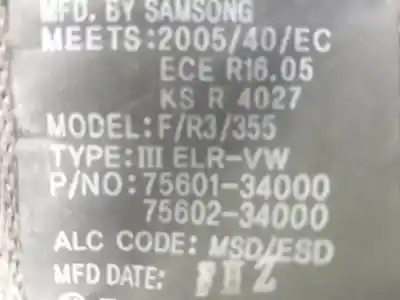 MFD. BY SAMSONG
MEETS:2005/40/EC
ECE R16.05
KS R 4027
MODEL: F/R3/355
TYPE: III ELR-VW
P/NO: 75601-34000
75602-34000
ALC CODE: MSD/ESD
MFD DATE: